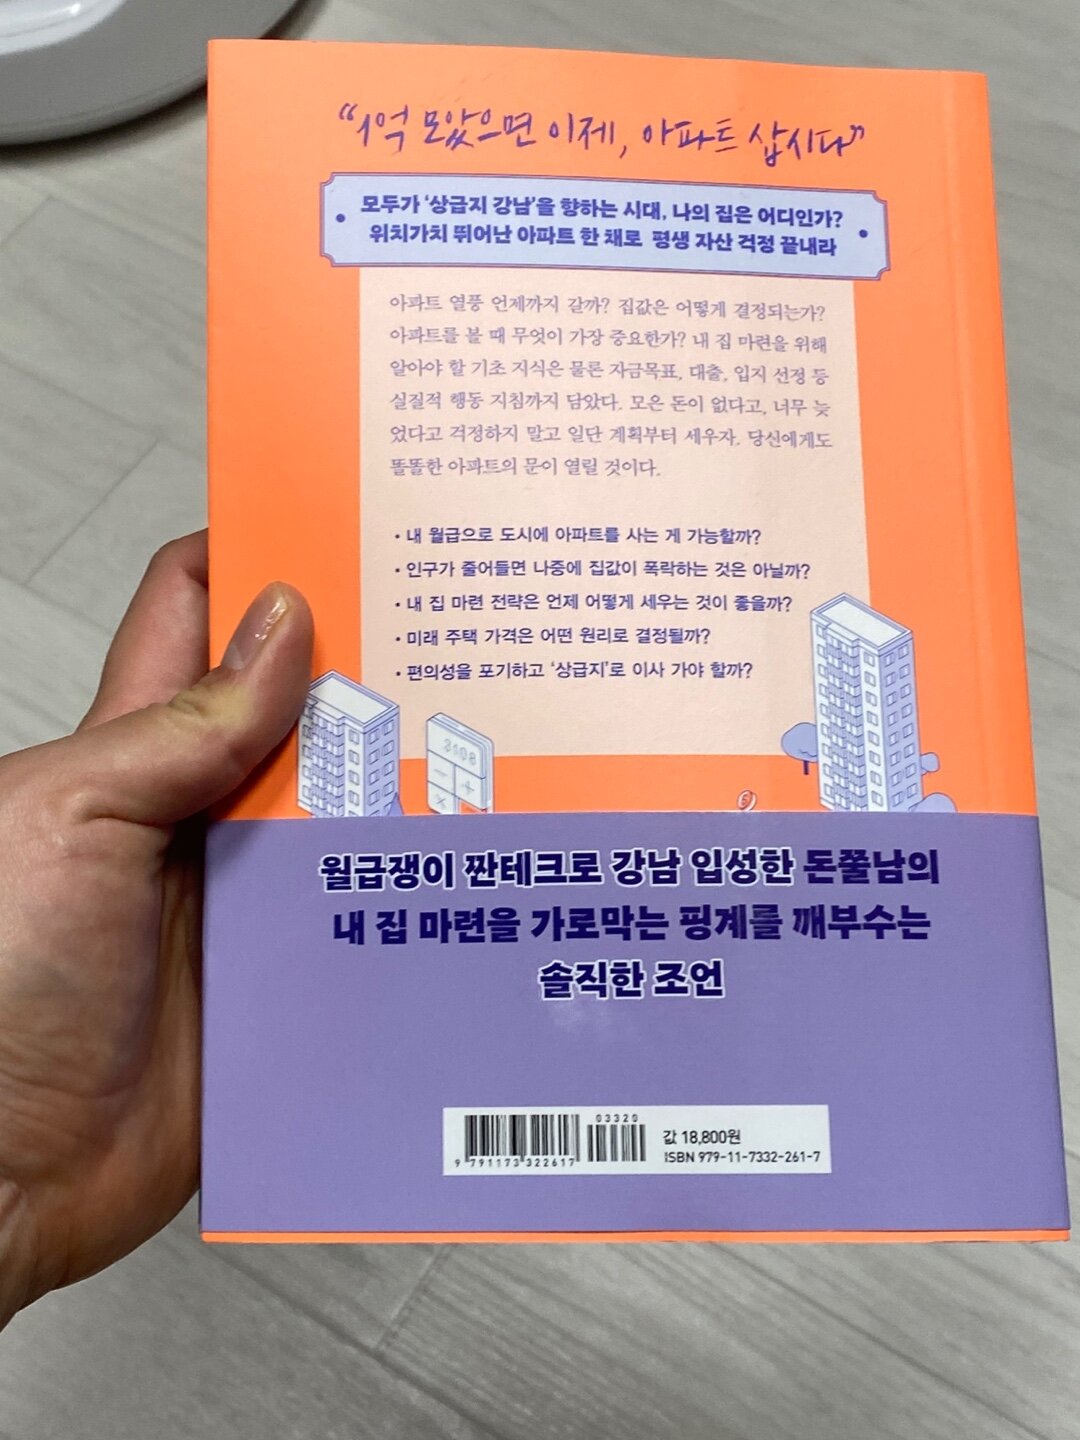 “1억 모았으면 이제, 아파트 삽시다”
모두가 ‘상급지 강남’을 향하는 시대, 나의 집은 어디인가?
위치가치 뛰어난 아파트 한 채로 평생 자산 걱정 끝내라
아파트 열풍 언제까지 갈까? 집값은 어떻게 결정되는가?
아파트를 볼 때 무엇이 가장 중요한가? 내 집 마련을 위해
알아야 할 기초 지식은 물론 자금목표, 대출, 입지 선정 등
실질적 행동 지침까지 담았다. 모은 돈이 없다고, 너무 늦
었다고 걱정하지 말고 일단 계획부터 세우자. 당신에게도
똘똘한 아파트의 문이 열릴 것이다.
• 내 월급으로 도시에 아파트를 사는 게 가능할까?
• 인구가 줄어들면 나중에 집값이 폭락하는 것은 아닐까?
• 내 집 마련 전략은 언제 어떻게 세우는 것이 좋을까?
• 미래 주택 가격은 어떤 원리로 결정될까?
• 편의성을 포기하고 ‘상급지’로 이사 가야 할까?
월급쟁이 짠테크로 강남 입성한 돈쭐남의
내 집 마련을 가로막는 핑계를 깨부수는
솔직한 조언
03320
값 18,800원
ISBN 979-11-7332-261-7
9 791173 322617